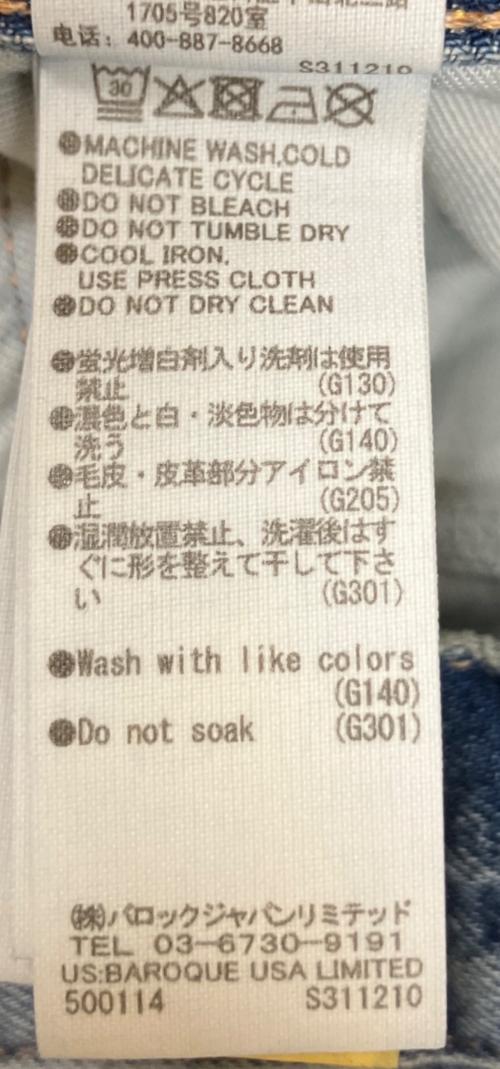 1705号820室
电话：400-887-8668
S311210
30
●MACHINE WASH,COLD
DELICATE CYCLE
●DO NOT BLEACH
●DO NOT TUMBLE DRY
●COOL IRON.
USE PRESS CLOTH
●DO NOT DRY CLEAN
●蛍光増白剤入り洗剤は使用
禁止 (G130)
●濃色と白・淡色物は分けて
洗う (G140)
●毛皮・皮革部分アイロン禁
止 (G205)
●湿潤放置禁止、洗濯後はす
ぐに形を整えて干して下さ
い (G301)
●Wash with like colors
(G140)
●Do not soak (G301)
㈱バロックジャパンリミテッド
TEL 03-6730-9191
US:BAROQUE USA LIMITED
500114 S311210